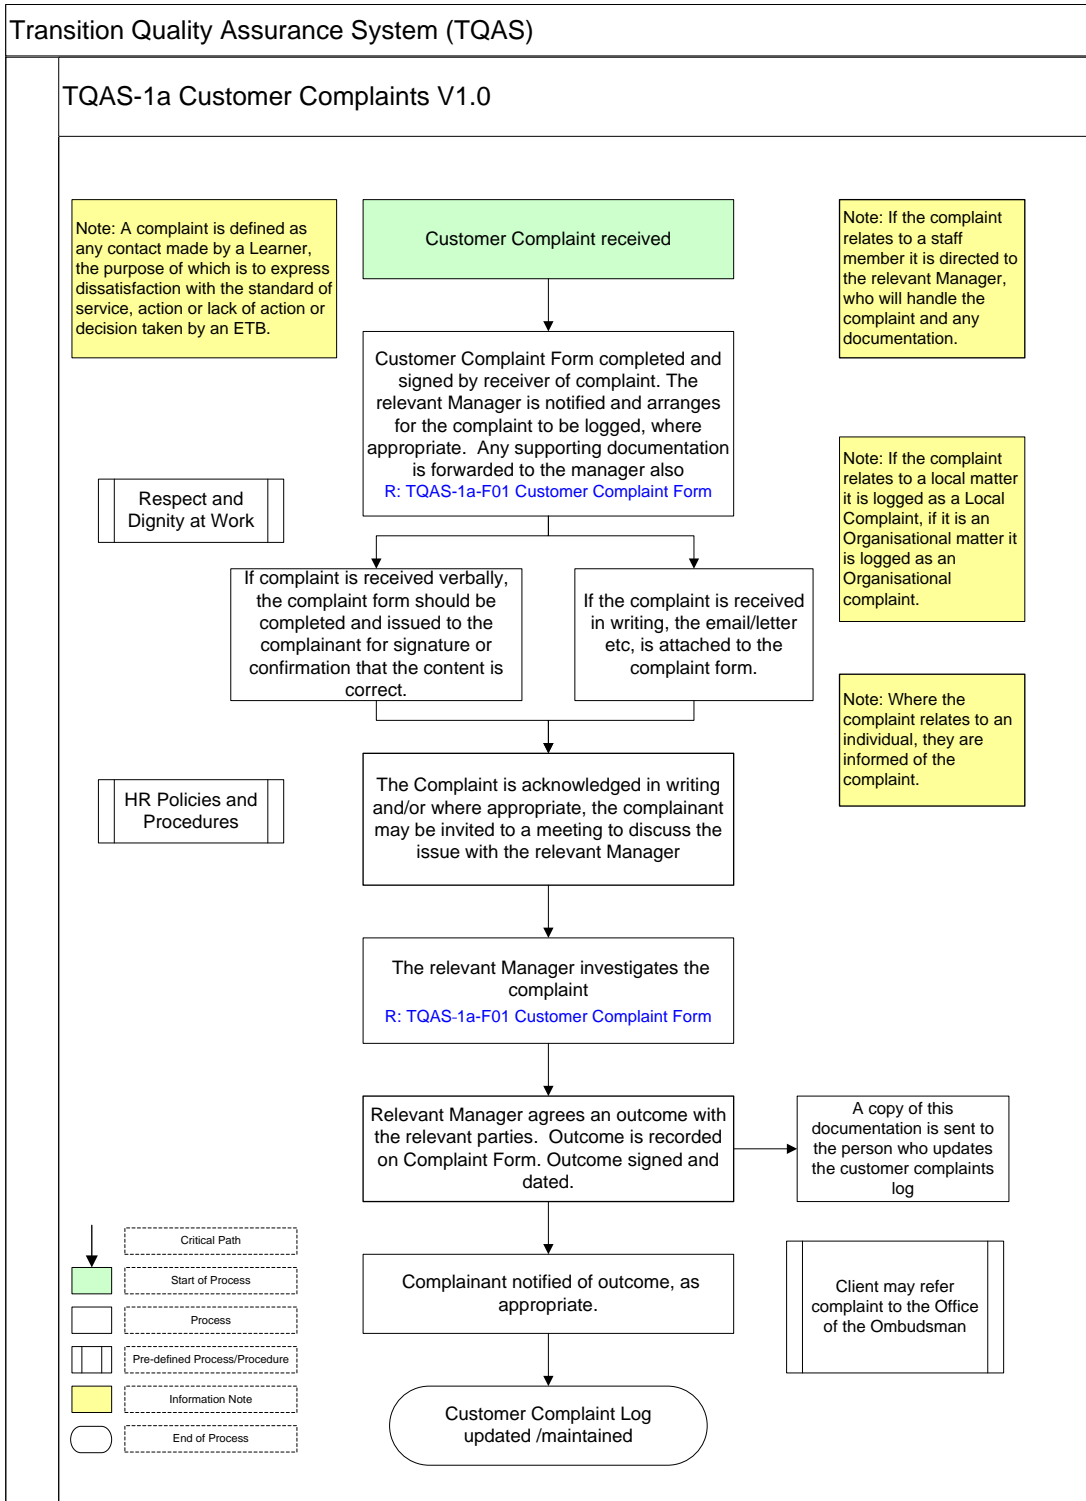 Transition Quality Assurance System (TQAS)
TQAS-1a Customer Complaints V1.0
Note: A complaint is defined as
any contact made by a Learner,
the purpose of which is to express
dissatisfaction with the standard of
service, action or lack of action or
decision taken by an ETB.
Customer Complaint received
Note: If the complaint
relates to a staff
member it is directed to
the relevant Manager,
who will handle the
complaint and any
documentation.
Customer Complaint Form completed and
signed by receiver of complaint. The
relevant Manager is notified and arranges
for the complaint to be logged, where
appropriate.  Any supporting documentation
is forwarded to the manager also
R: TQAS-1a-F01 Customer Complaint Form
Note: If the complaint
relates to a local matter
it is logged as a Local
Complaint, if it is an
Organisational matter it
is logged as an
Organisational
complaint.
Respect and
Dignity at Work
If complaint is received verbally,
the complaint form should be
completed and issued to the
complainant for signature or
confirmation that the content is
correct.
If the complaint is received
in writing, the email/letter
etc, is attached to the
complaint form.
Note: Where the
complaint relates to an
individual, they are
informed of the
complaint.
HR Policies and
Procedures
The Complaint is acknowledged in writing
and/or where appropriate, the complainant
may be invited to a meeting to discuss the
issue with the relevant Manager
The relevant Manager investigates the
complaint
R: TQAS-1a-F01 Customer Complaint Form
Relevant Manager agrees an outcome with
the relevant parties.  Outcome is recorded
on Complaint Form. Outcome signed and
dated.
A copy of this
documentation is sent to
the person who updates
the customer complaints
log
Complainant notified of outcome, as
appropriate.
Client may refer
complaint to the Office
of the Ombudsman
Customer Complaint Log
updated /maintained
Critical Path
Start of Process
Process
Pre-defined Process/Procedure
Information Note
End of Process